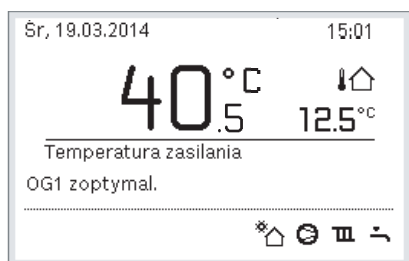 Śr, 19.03.2014 15:01
40.5 °C
12.5°C
Temperatura zasilania
OG1 zoptymal.